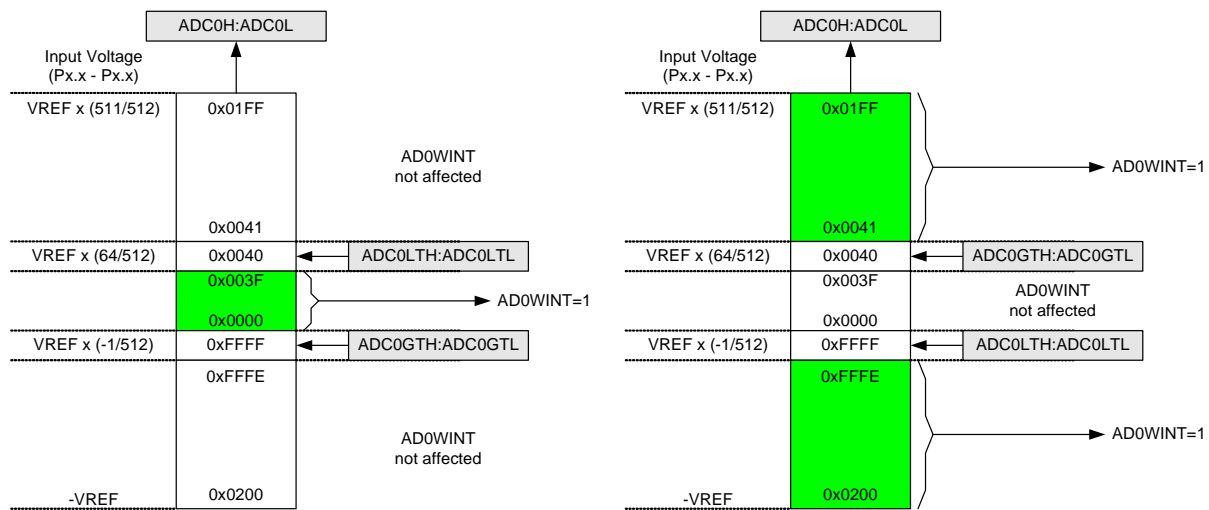 ADC0H:ADC0L
Input Voltage
(Px.x - Px.x)
VREF x (511/512)
0x01FF
AD0WINT
not affected
0x0041
VREF x (64/512)
0x0040
ADC0LTH:ADC0LTL
0x003F
AD0WINT=1
0x0000
VREF x (-1/512)
0xFFFF
ADC0GTH:ADC0GTL
0xFFFE
AD0WINT
not affected
-VREF
0x0200
ADC0H:ADC0L
Input Voltage
(Px.x - Px.x)
VREF x (511/512)
0x01FF
AD0WINT=1
0x0041
VREF x (64/512)
0x0040
ADC0GTH:ADC0GTL
0x003F
AD0WINT
not affected
0x0000
VREF x (-1/512)
0xFFFF
ADC0LTH:ADC0LTL
0xFFFE
AD0WINT=1
-VREF
0x0200